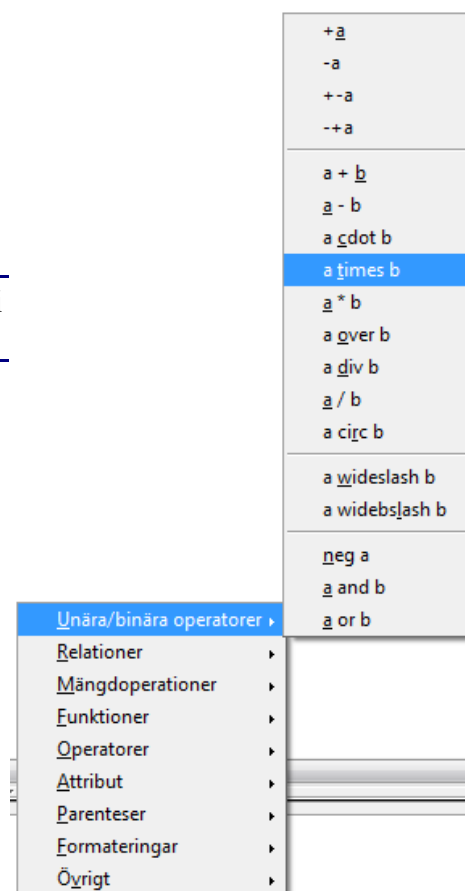 +a
-a
+-a
-+a
a + b
a - b
a cdot b
a times b
a * b
a over b
a div b
a / b
a circ b
a wideslash b
a widebslash b
neg a
a and b
a or b
Unära/binära operatorer
Relationer
Mängdoperationer
Funktioner
Operatorer
Attribut
Parenteser
Formateringar
Övrigt